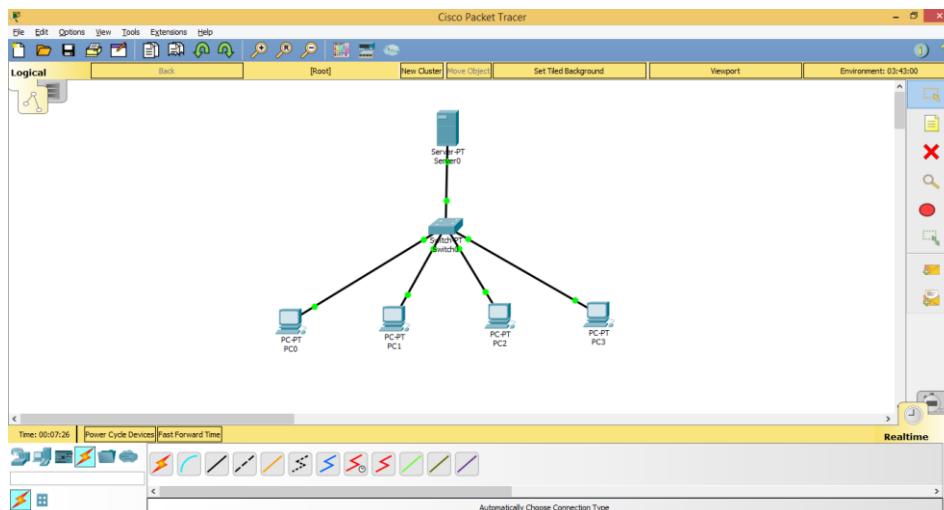 Cisco Packet Tracer
File Edit Options View Tools Extensions Help
Logical Back [Root] New Cluster Move Object Set Tiled Background Viewport Environment: 03:43:00
Server-PT
Server0
Switch-PT
Switch0
PC-PT
PC0
PC-PT
PC1
PC-PT
PC2
PC-PT
PC3
Time: 00:07:26 Power Cycle Devices Fast Forward Time Realtime
Automatically Choose Connection Type